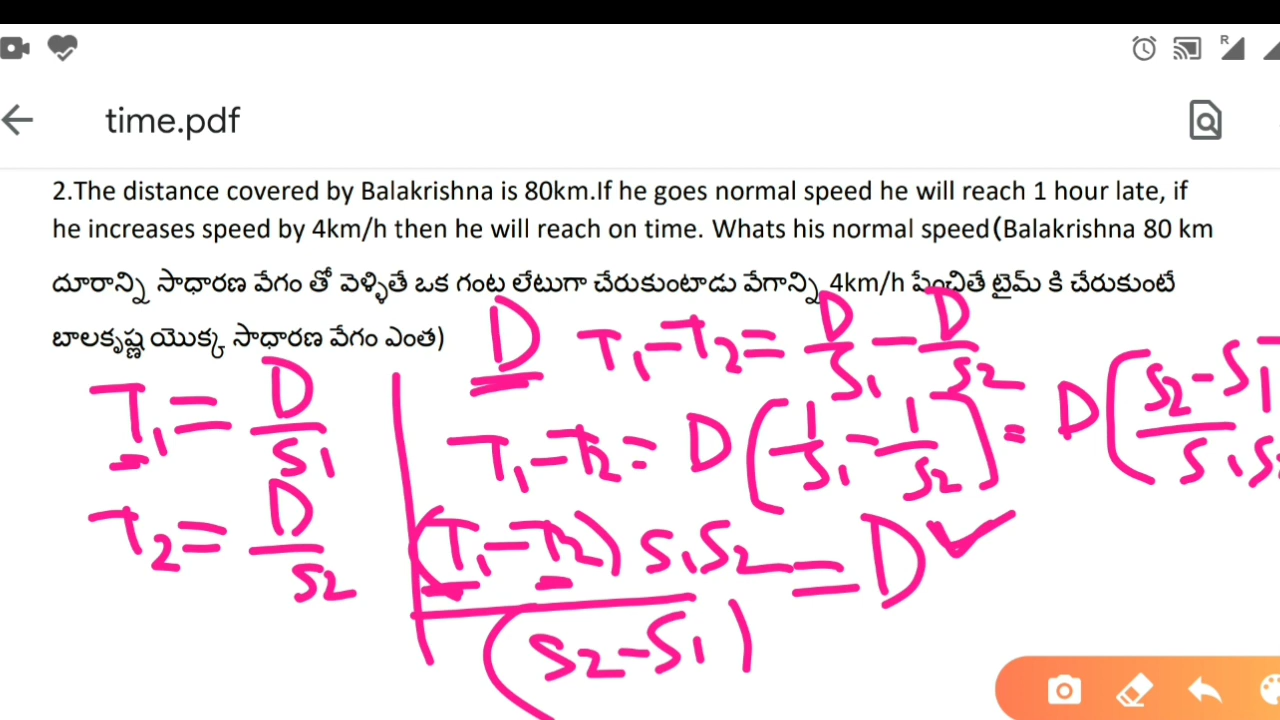 R
time.pdf
2.The distance covered by Balakrishna is 80km.If he goes normal speed he will reach 1 hour late, if
he increases speed by 4km/h then he will reach on time. Whats his normal speed(Balakrishna 80 km
దూరాన్ని సాధారణ వేగం తో వెళ్ళితే ఒక గంట లేటుగా చేరుకుంటాడు వేగాన్ని 4km/h పెంచితే టైమ్ కి చేరుకుంటే
బాలకృష్ణ యొక్క సాధారణ వేగం ఎంత)
D T₁-T₂=D/S₁-D/S₂
T₁=D/S₁
T₁-T₂=D(1/S₁-1/S₂)=D(S₂-S₁/S₁S₂
T₂=D/S₂
(T₁-T₂)S₁S₂/(S₂-S₁)=D✓